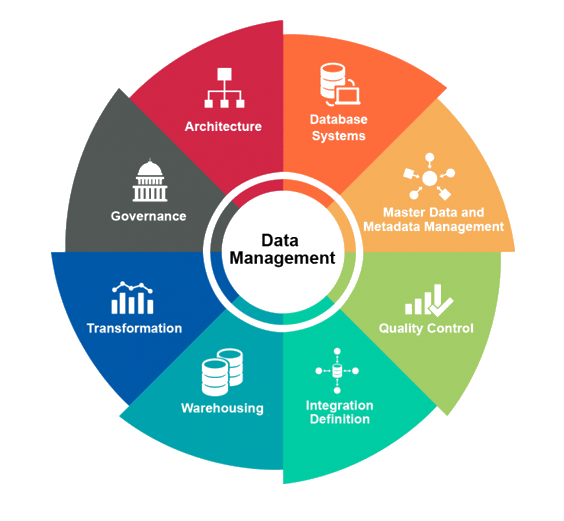 Architecture
Database
Systems
Governance
Master Data and
Metadata Management
Data
Management
Transformation
Quality Control
Warehousing
Integration
Definition